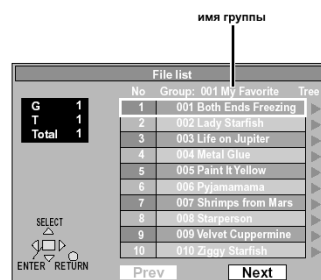 имя группы
File list
No Group: 001 My Favorite Tree
G 1
T 1
Total 1
1 001 Both Ends Freezing
2 002 Lady Starfish
3 003 Life on Jupiter
4 004 Metal Glue
5 005 Paint It Yellow
6 006 Pyjamamama
7 007 Shrimps from Mars
8 008 Starperson
9 009 Velvet Cuppermine
10 010 Ziggy Starfish
SELECT
ENTER RETURN
Prev Next